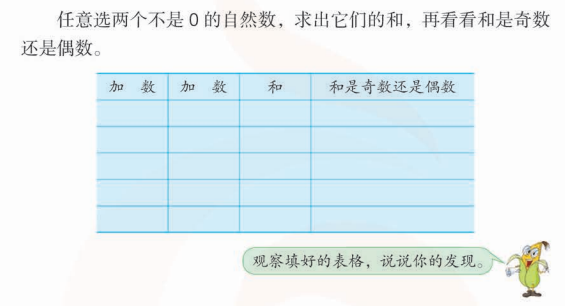 任意选两个不是 0 的自然数，求出它们的和，再看看和是奇数
还是偶数。
加 数 加 数 和 和是奇数还是偶数
观察填好的表格，说说你的发现。